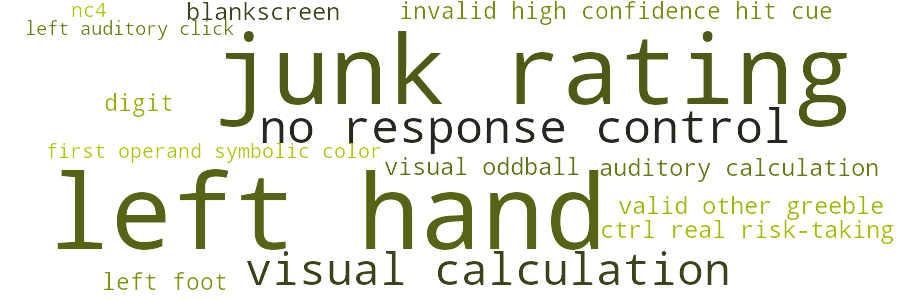 nc4
blankscreen
invalid high confidence hit cue
left auditory click
junk rating
digit
no response control
first operand symbolic color
visual oddball
auditory calculation
left hand
valid other greeble
ctrl real risk-taking
left foot
visual calculation